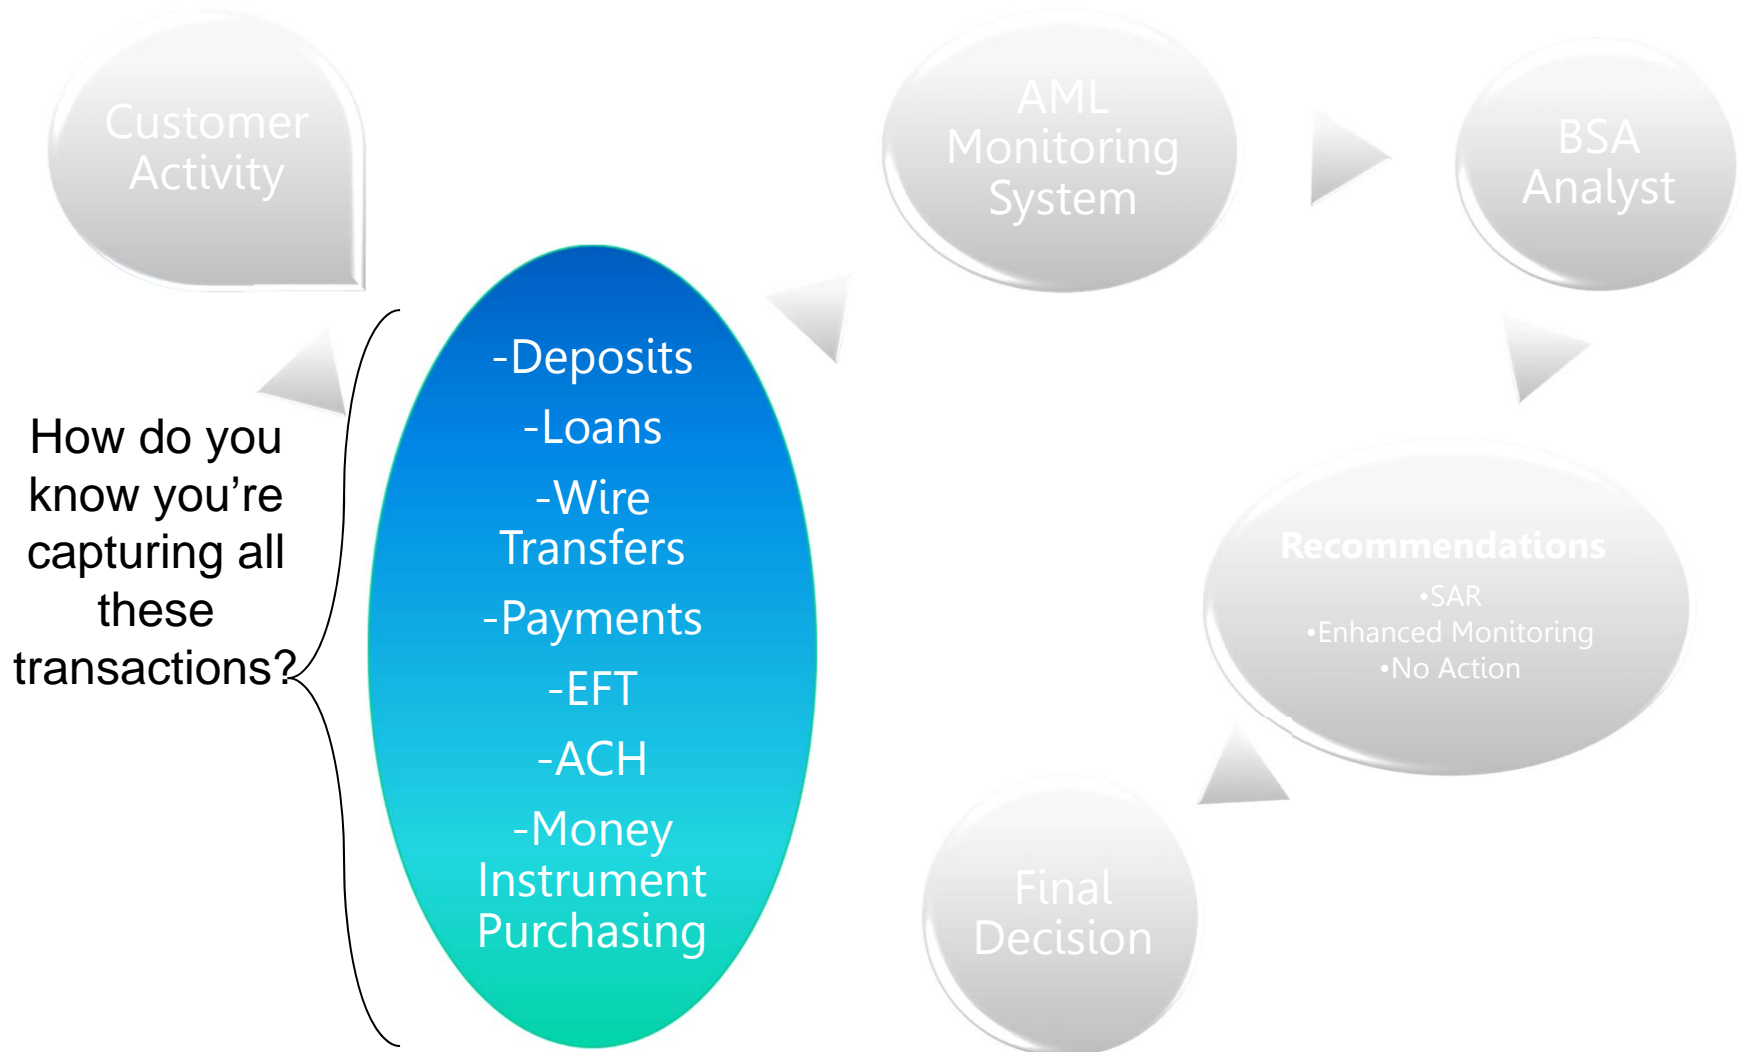 Customer
Activity
How do you
know you’re
capturing all
these
transactions?
-Deposits
-Loans
-Wire
Transfers
-Payments
-EFT
-ACH
-Money
Instrument
Purchasing
AML
Monitoring
System
BSA
Analyst
Recommendations
•SAR
•Enhanced Monitoring
•No Action
Final
Decision